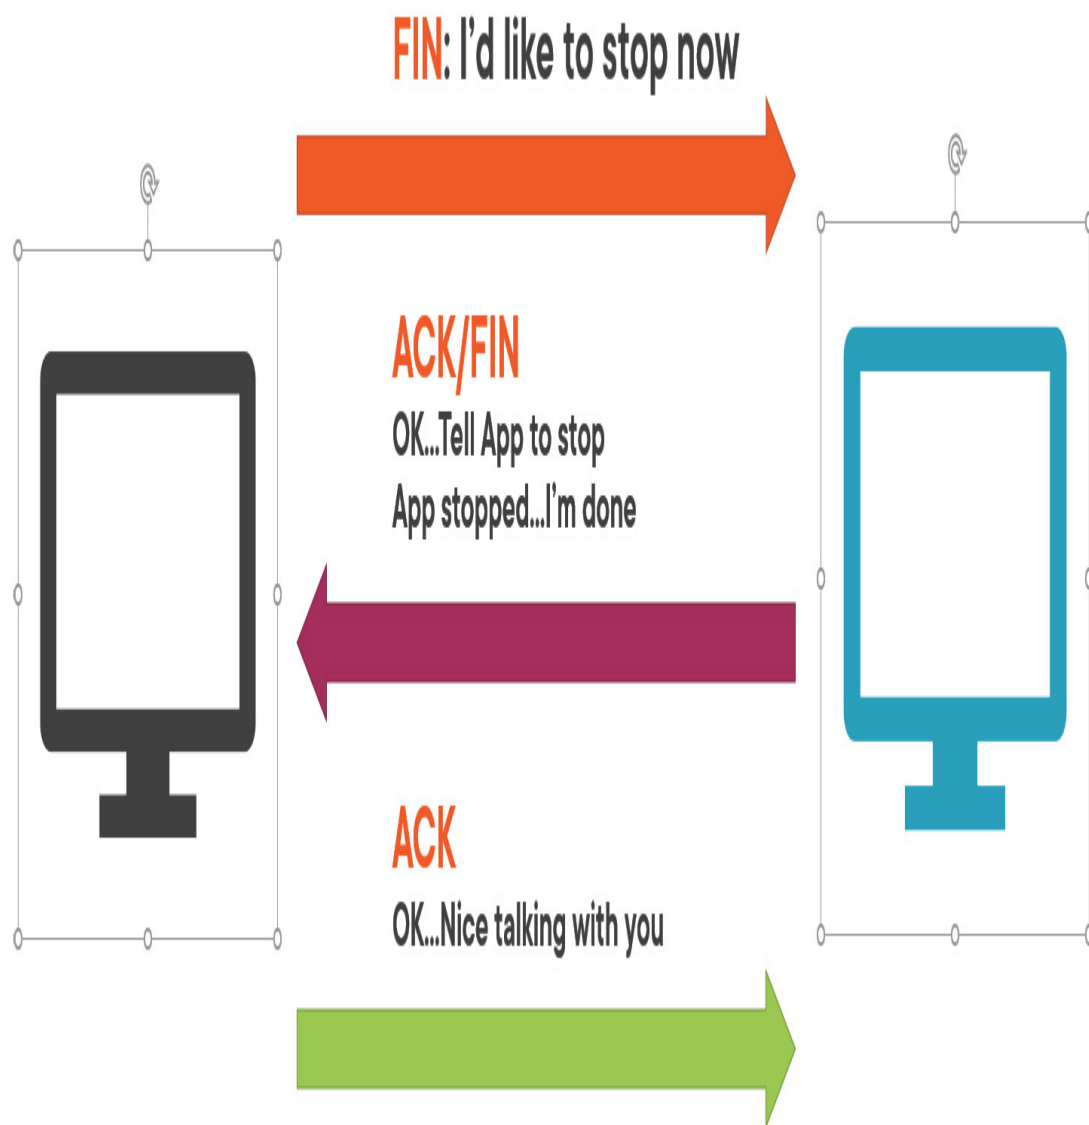 FIN: I’d like to stop now
ACK/FIN
OK...Tell App to stop
App stopped...I’m done
ACK
OK...Nice talking with you